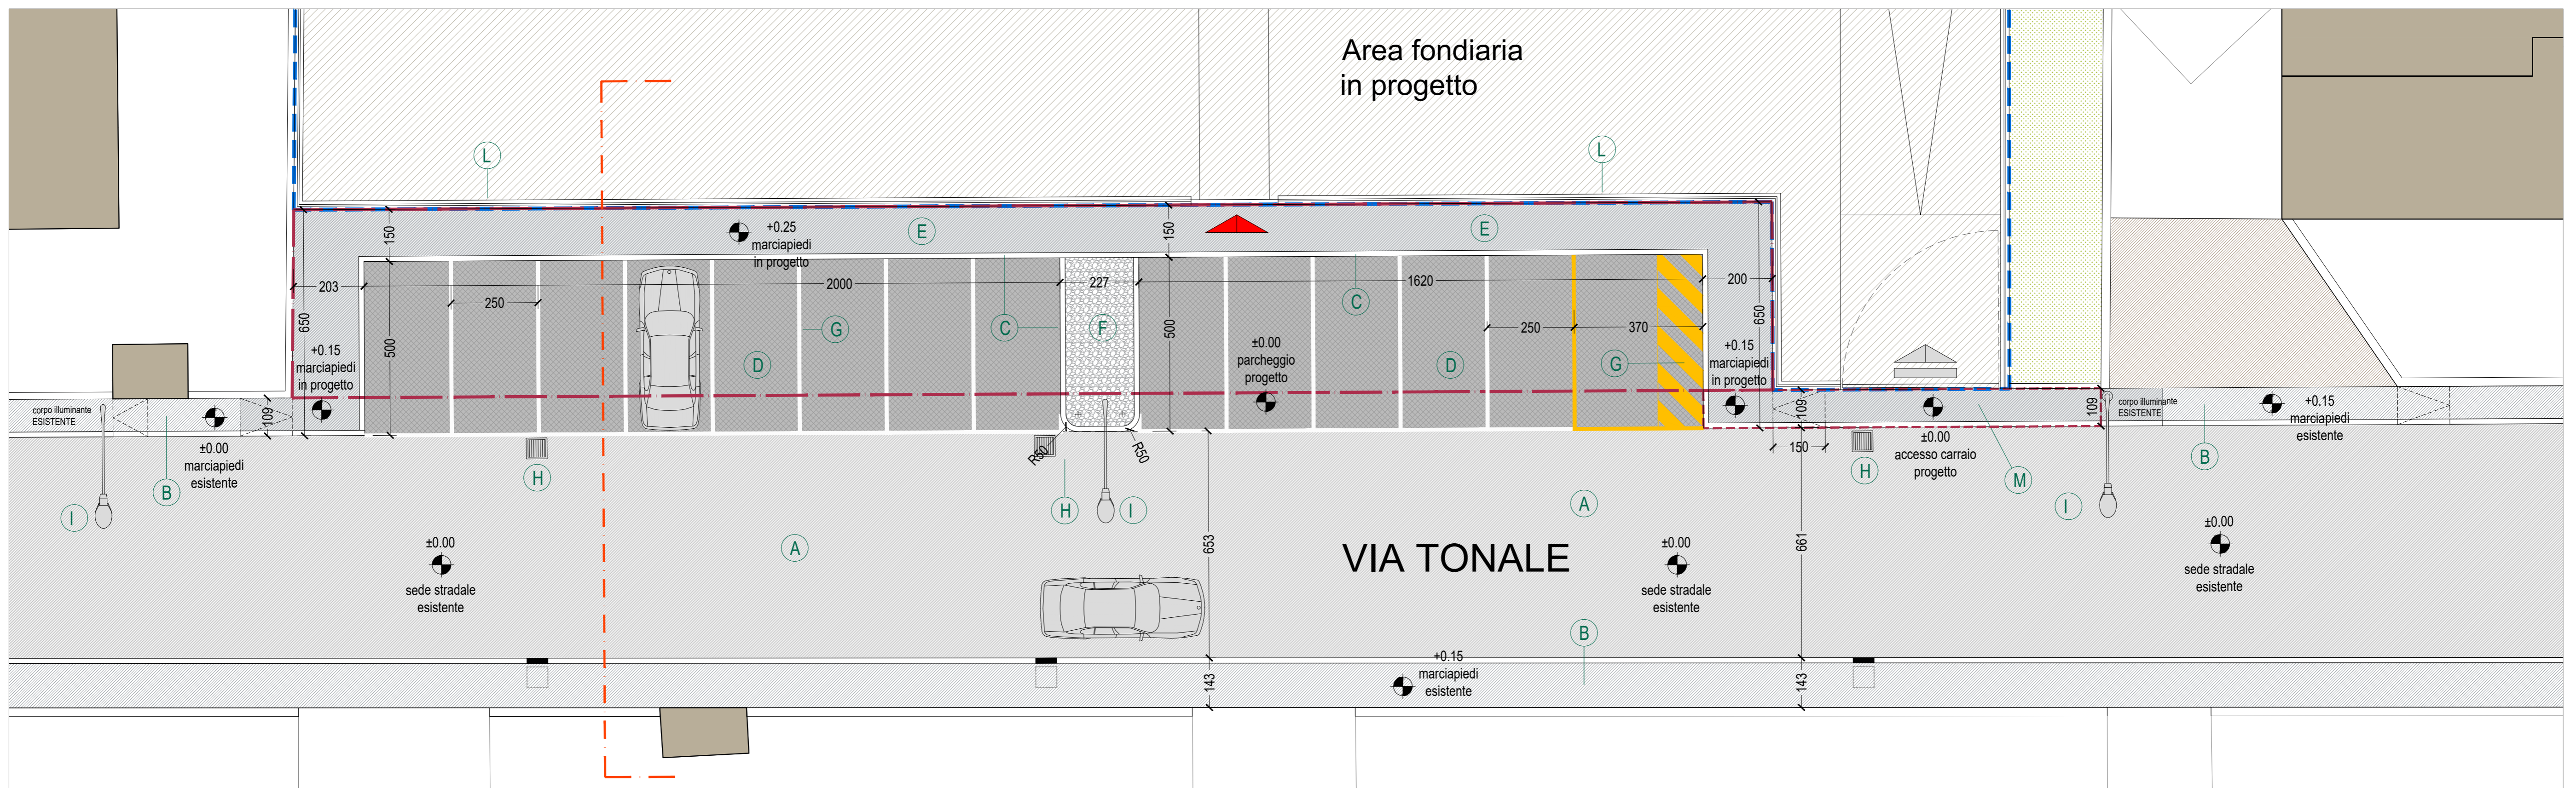 Area fondiaria
in progetto
L
L
+0.25
marciapiedi
in progetto
E
E
150
150
203
2000
227
1620
200
250
650
500
C
C
F
G
D
500
±0.00
parcheggio
progetto
D
250
370
G
650
+0.15
marciapiedi
in progetto
+0.15
marciapiedi
in progetto
corpo illuminante
ESISTENTE
109
±0.00
marciapiedi
esistente
B
I
H
R50
R50
H
I
109
150
H
±0.00
accesso carraio
progetto
M
109
corpo illuminante
ESISTENTE
I
B
+0.15
marciapiedi
esistente
A
A
±0.00
sede stradale
esistente
653
VIA TONALE
±0.00
sede stradale
esistente
661
±0.00
sede stradale
esistente
B
+0.15
marciapiedi
esistente
143
143